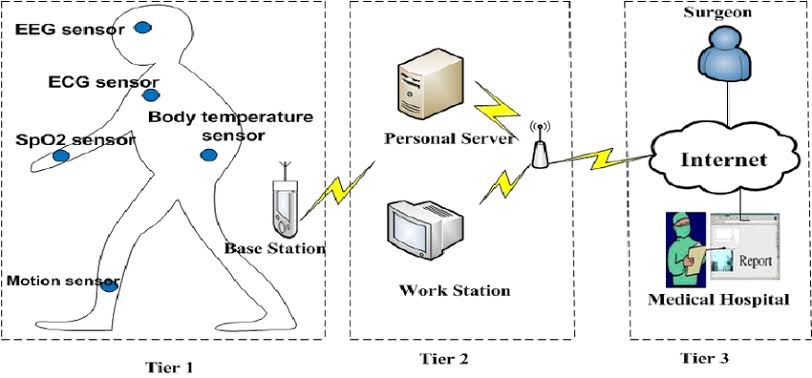 EEG sensor
ECG sensor
Body temperature
sensor
SpO2 sensor
Motion sensor
Base Station
Tier 1
Personal Server
Work Station
Tier 2
Surgeon
Internet
Report
Medical Hospital
Tier 3